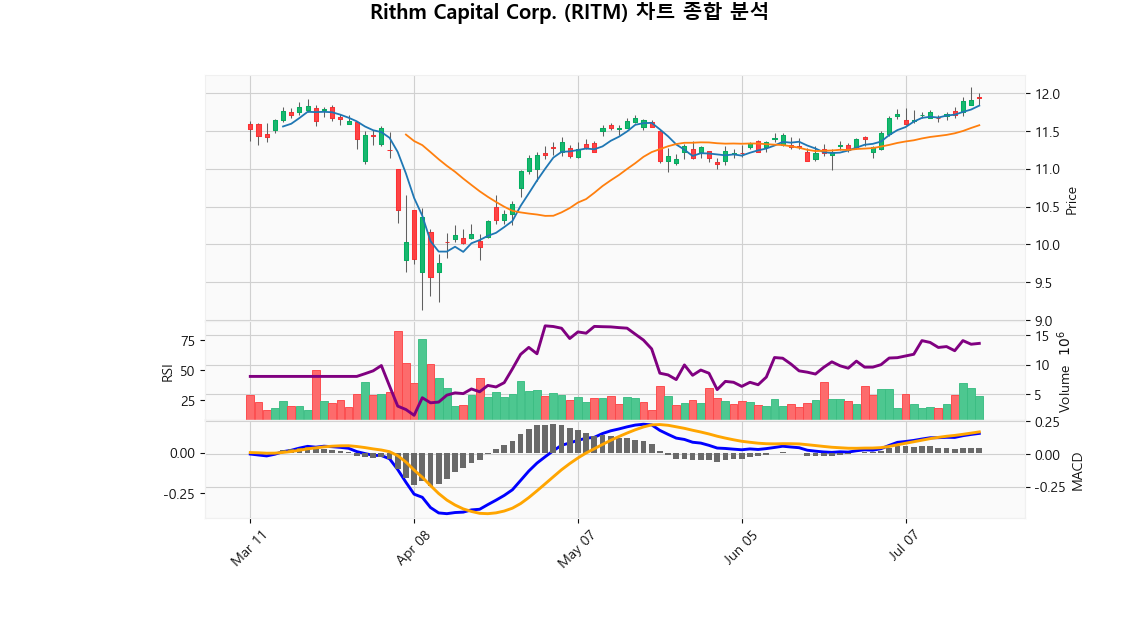 Rithm Capital Corp. (RITM) 차트 종합 분석
12.0
11.5
11.0
10.5
10.0
9.5
9.0
Price
75
50
25
RSI
15
10
5
Volume 10⁶
0.25
0.00
-0.25
MACD
0.00
-0.25
Mar 11
Apr 08
May 07
Jun 05
Jul 07